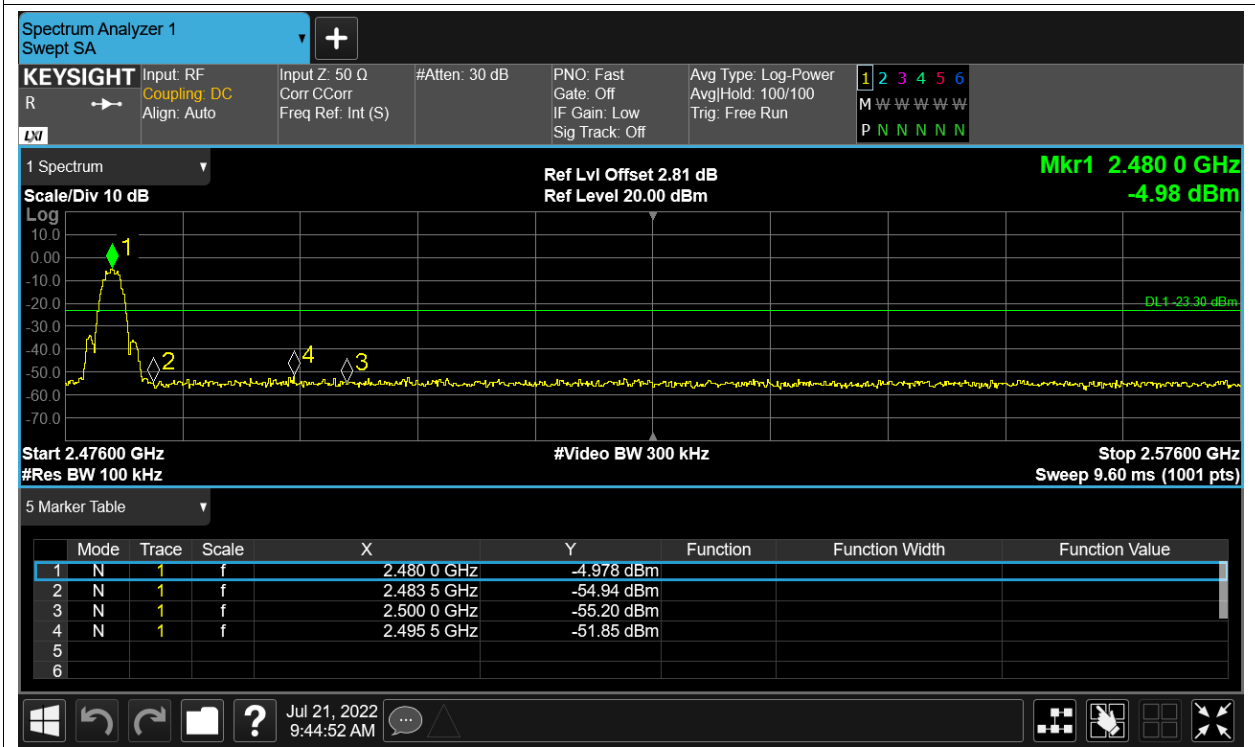 Spectrum Analyzer 1
Swept SA
KEYSIGHT
R
LXI
Input: RF
Coupling: DC
Align: Auto
Input Z: 50 Ω
Corr CCorr
Freq Ref: Int (S)
#Atten: 30 dB
PNO: Fast
Gate: Off
IF Gain: Low
Sig Track: Off
Avg Type: Log-Power
Avg|Hold: 100/100
Trig: Free Run
1 2 3 4 5 6
M W W W W W
P N N N N N
1 Spectrum
Scale/Div 10 dB
Ref Lvl Offset 2.81 dB
Ref Level 20.00 dBm
Mkr1 2.480 0 GHz
-4.98 dBm
Log
10.0
0.00
-10.0
-20.0
-30.0
-40.0
-50.0
-60.0
-70.0
1
2
4
3
DL1 -23.30 dBm
Start 2.47600 GHz
#Res BW 100 kHz
#Video BW 300 kHz
Stop 2.57600 GHz
Sweep 9.60 ms (1001 pts)
5 Marker Table
Mode Trace Scale X Y Function Function Width Function Value
1 N 1 f 2.480 0 GHz -4.978 dBm
2 N 1 f 2.483 5 GHz -54.94 dBm
3 N 1 f 2.500 0 GHz -55.20 dBm
4 N 1 f 2.495 5 GHz -51.85 dBm
5
6
?
Jul 21, 2022
9:44:52 AM